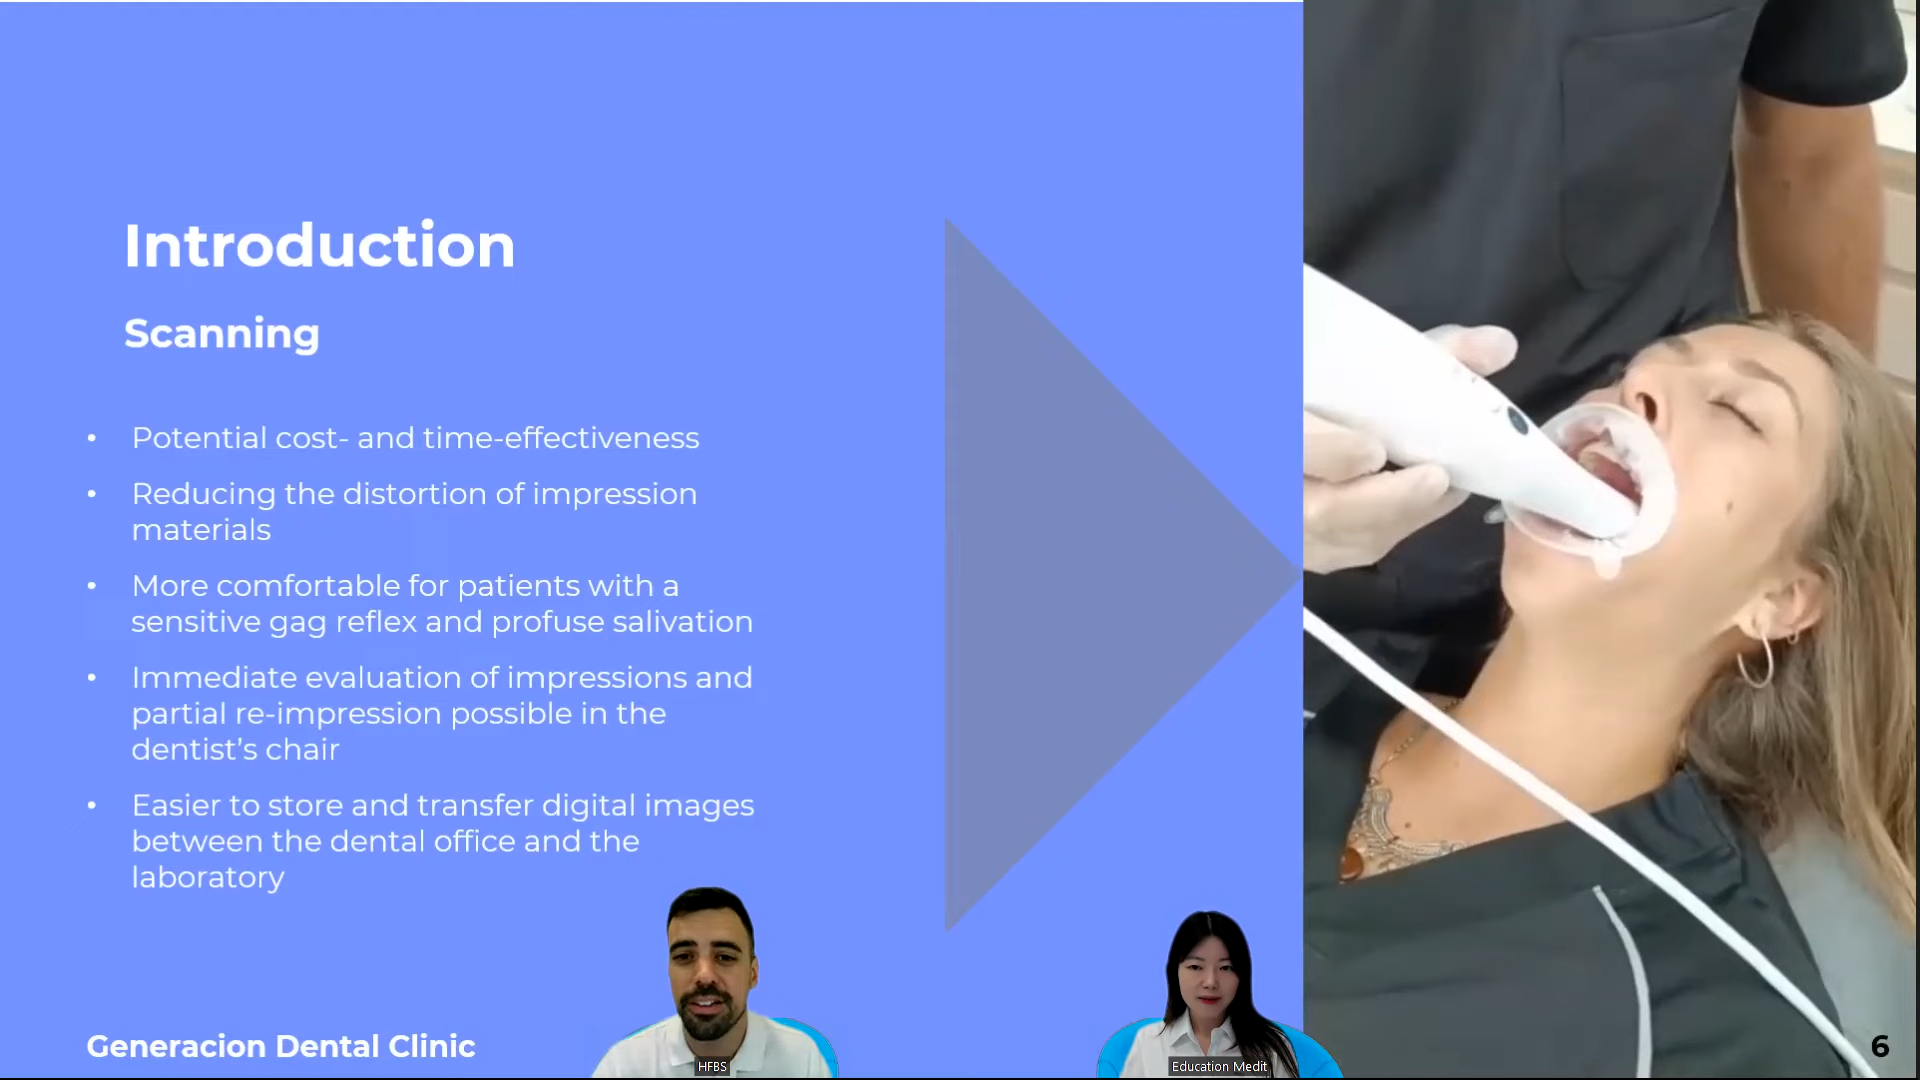 Introduction
Scanning
• Potential cost- and time-effectiveness
• Reducing the distortion of impression
materials
• More comfortable for patients with a
sensitive gag reflex and profuse salivation
• Immediate evaluation of impressions and
partial re-impression possible in the
dentist’s chair
• Easier to store and transfer digital images
between the dental office and the
laboratory
Generacion Dental Clinic
HFBS
Education Medit
6